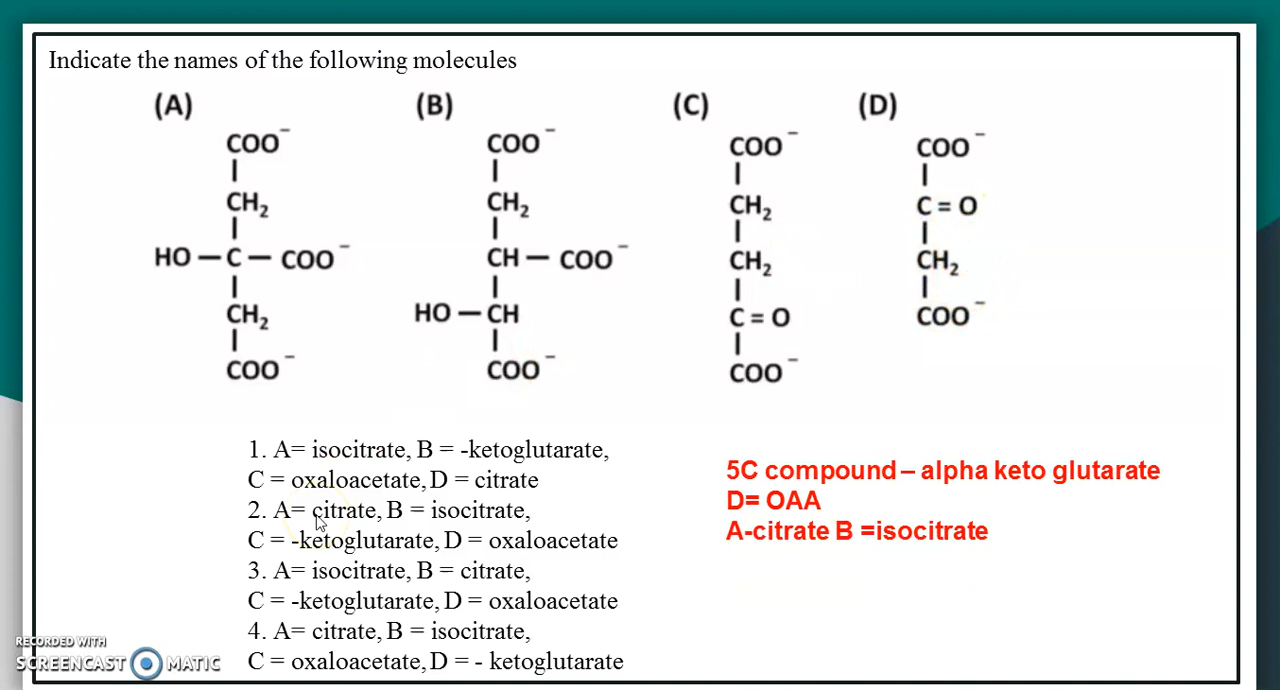 Indicate the names of the following molecules
(A) (B) (C) (D)
COO⁻ COO⁻ COO⁻ COO⁻
CH₂ CH₂ CH₂ C = O
HO – C – COO⁻ CH – COO⁻ CH₂ CH₂
CH₂ HO – CH C = O COO⁻
COO⁻ COO⁻ COO⁻
1. A= isocitrate, B = -ketoglutarate,
C = oxaloacetate, D = citrate
2. A= citrate, B = isocitrate,
C = -ketoglutarate, D = oxaloacetate
3. A= isocitrate, B = citrate,
C = -ketoglutarate, D = oxaloacetate
4. A= citrate, B = isocitrate,
C = oxaloacetate, D = - ketoglutarate
5C compound – alpha keto glutarate
D= OAA
A-citrate B =isocitrate
RECORDED WITH
SCREENCAST MATIC